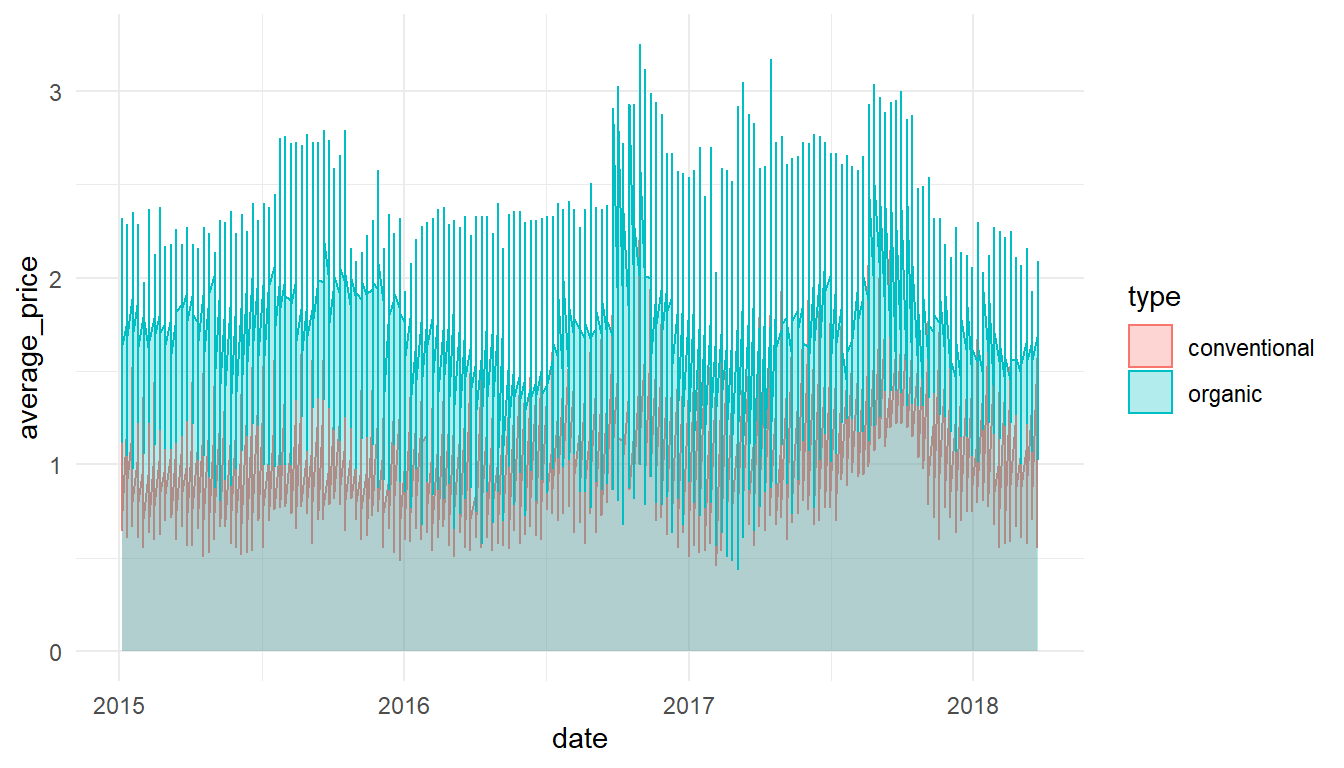 3
2
1
0
average_price
2015
2016
2017
2018
date
type
conventional
organic